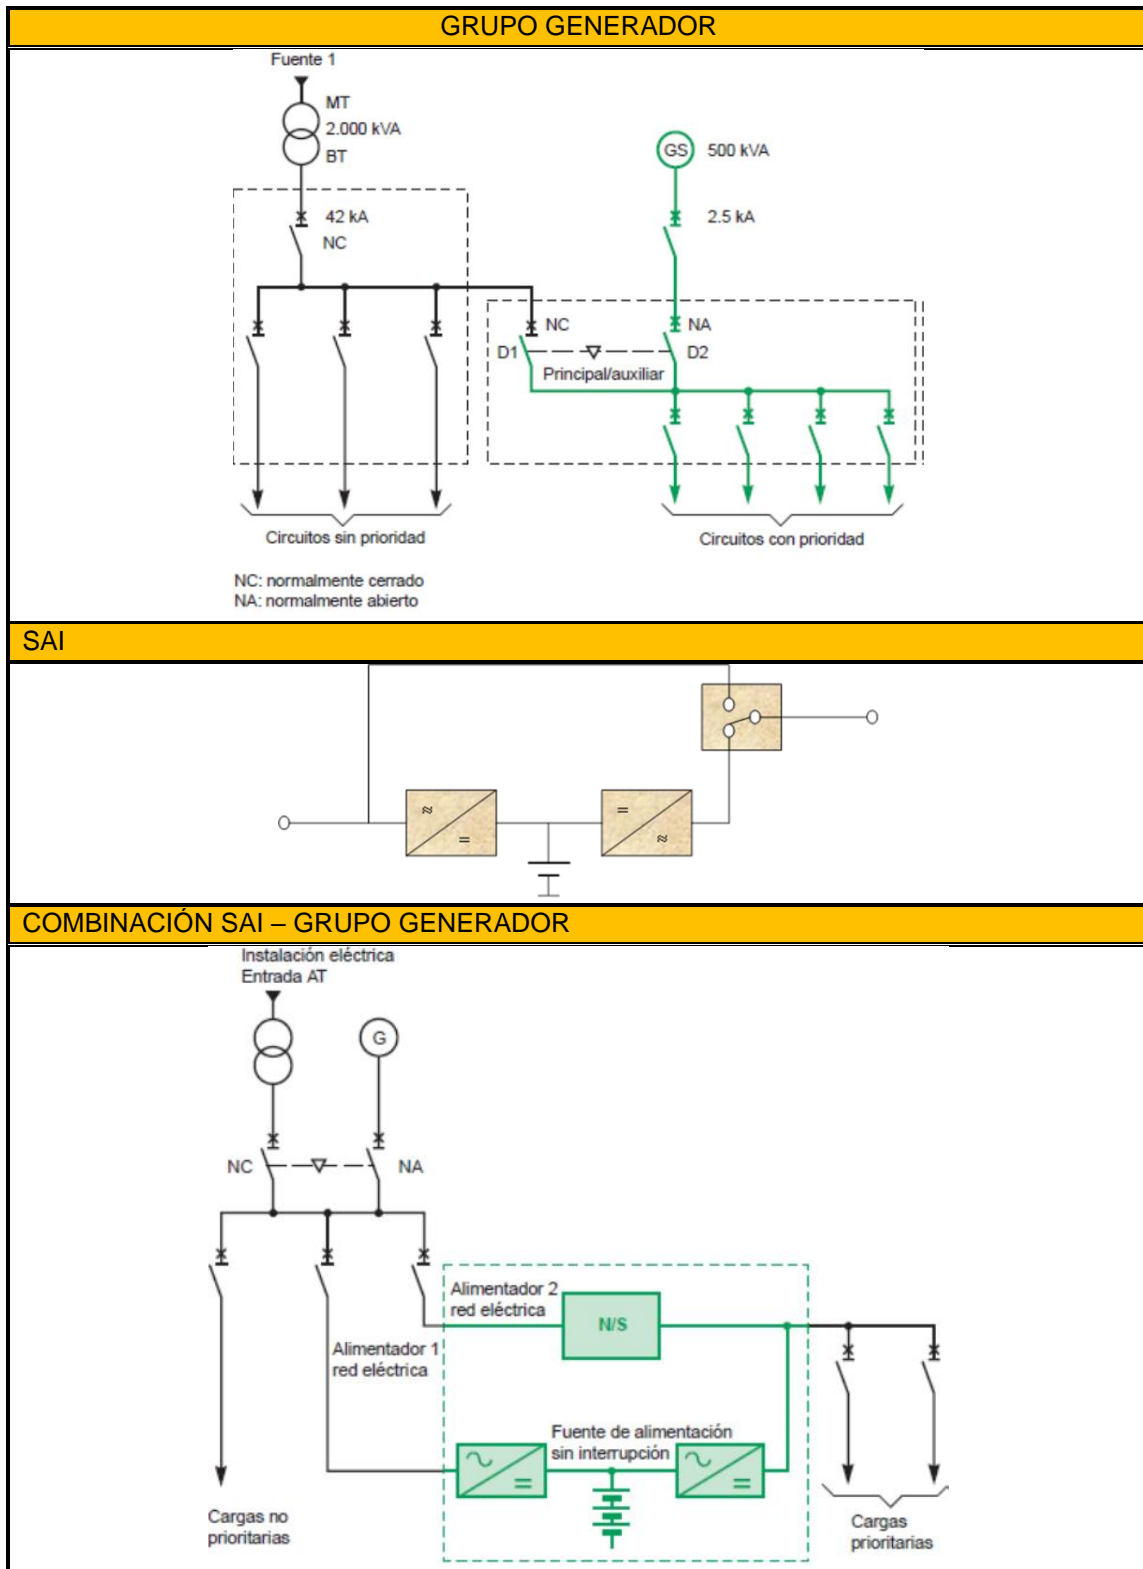 GRUPO GENERADOR
Fuente 1
MT
2.000 kVA
BT
GS
500 kVA
42 kA
NC
2.5 kA
NC
NA
D1
D2
Principal/auxiliar
Circuitos sin prioridad
Circuitos con prioridad
NC: normalmente cerrado
NA: normalmente abierto
SAI
≈
=
=
≈
COMBINACIÓN SAI – GRUPO GENERADOR
Instalación eléctrica
Entrada AT
G
NC
NA
Alimentador 2
red eléctrica
N/S
Alimentador 1
red eléctrica
Fuente de alimentación
sin interrupción
Cargas no
prioritarias
Cargas
prioritarias